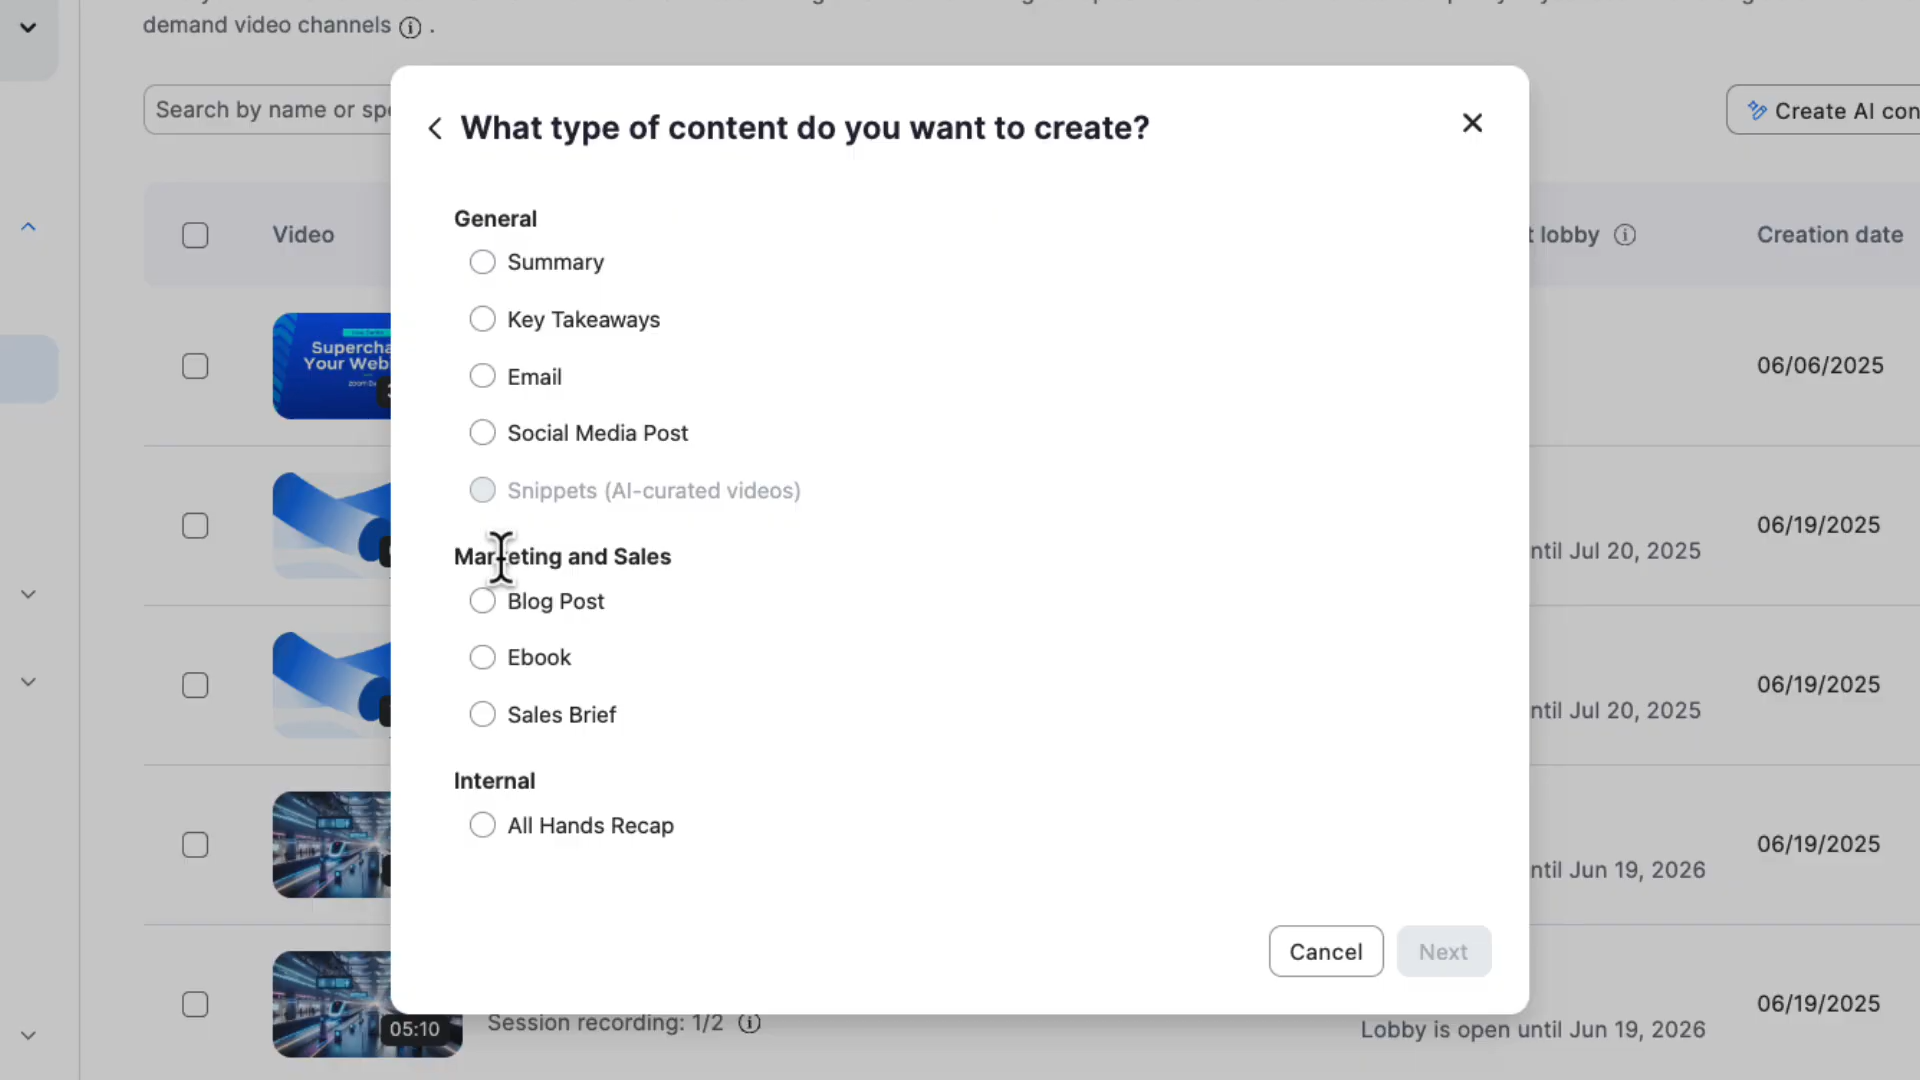 demand video channels ⓘ .
Search by name or spe
Create AI con
What type of content do you want to create?
General
Summary
Key Takeaways
Email
Social Media Post
Snippets (AI-curated videos)
Marketing and Sales
Blog Post
Ebook
Sales Brief
Internal
All Hands Recap
Cancel
Next
Video
t lobby
Creation date
Supercha
Your Web
06/06/2025
06/19/2025
ntil Jul 20, 2025
06/19/2025
ntil Jul 20, 2025
06/19/2025
ntil Jun 19, 2026
05:10
Session recording: 1/2
06/19/2025
Lobby is open until Jun 19, 2026